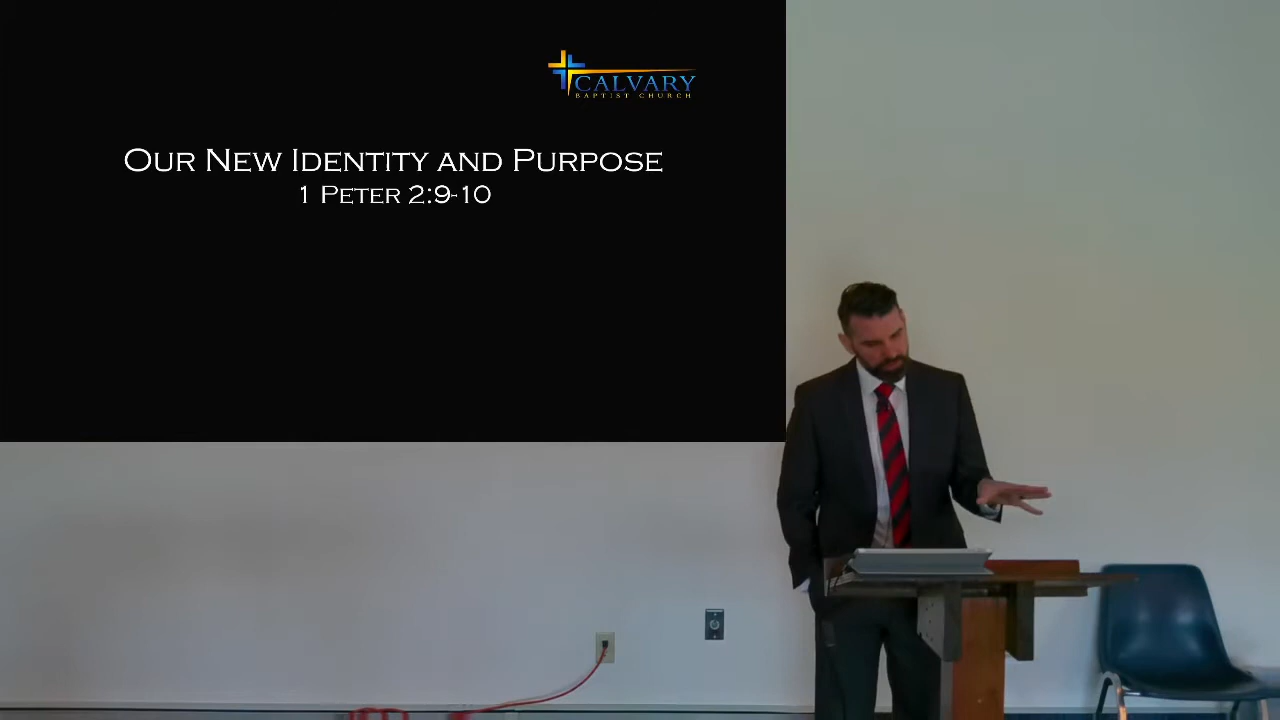 CALVARY
BAPTIST CHURCH
OUR NEW IDENTITY AND PURPOSE
1 PETER 2:9-10